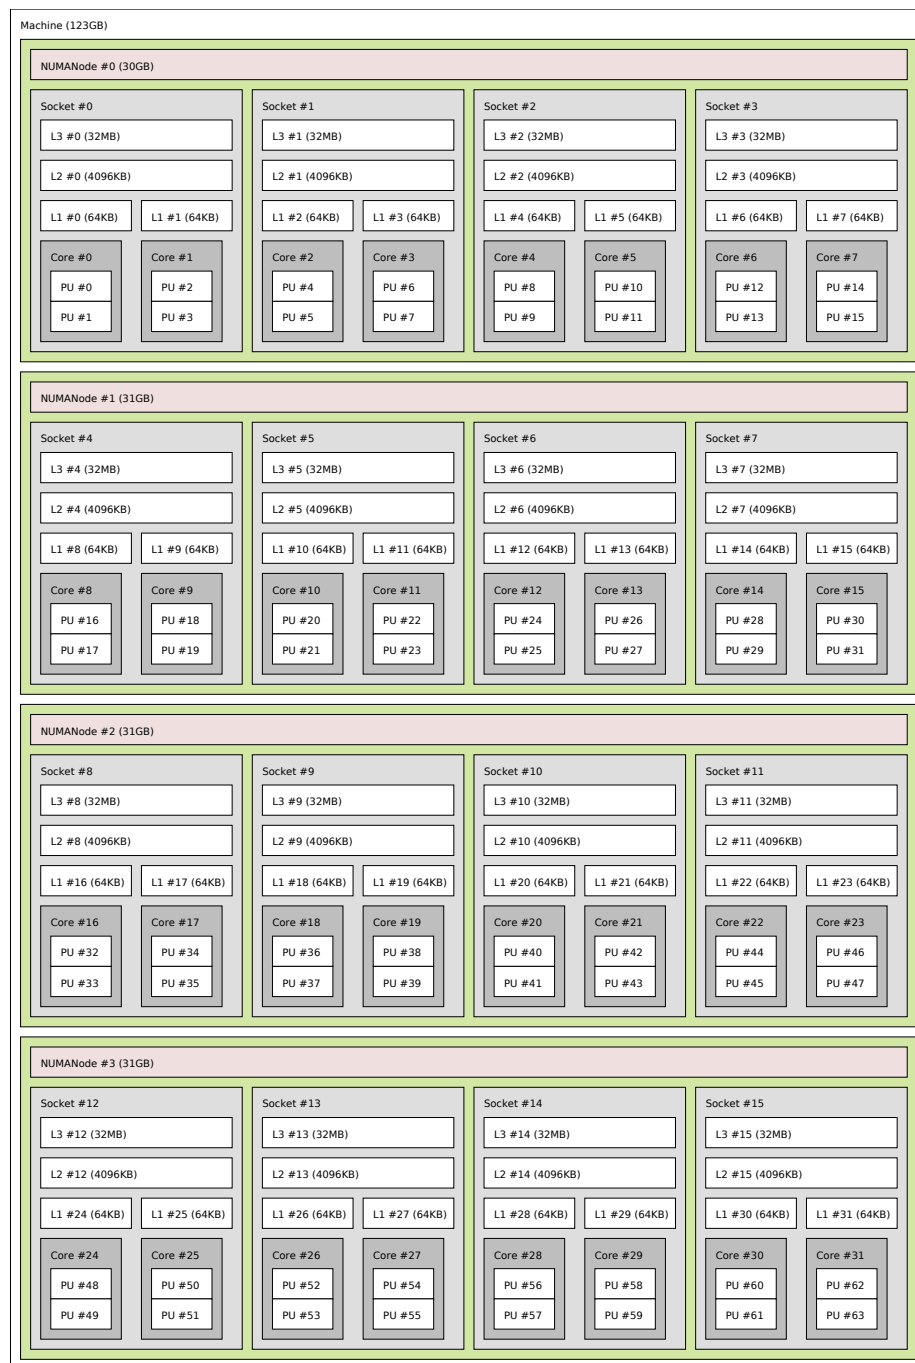 Machine (123GB)
NUMANode #0 (30GB)
Socket #0 Socket #1 Socket #2 Socket #3
L3 #0 (32MB) L3 #1 (32MB) L3 #2 (32MB) L3 #3 (32MB)
L2 #0 (4096KB) L2 #1 (4096KB) L2 #2 (4096KB) L2 #3 (4096KB)
L1 #0 (64KB) L1 #1 (64KB) L1 #2 (64KB) L1 #3 (64KB) L1 #4 (64KB) L1 #5 (64KB) L1 #6 (64KB) L1 #7 (64KB)
Core #0 Core #1 Core #2 Core #3 Core #4 Core #5 Core #6 Core #7
PU #0 PU #2 PU #4 PU #6 PU #8 PU #10 PU #12 PU #14
PU #1 PU #3 PU #5 PU #7 PU #9 PU #11 PU #13 PU #15
NUMANode #1 (31GB)
Socket #4 Socket #5 Socket #6 Socket #7
L3 #4 (32MB) L3 #5 (32MB) L3 #6 (32MB) L3 #7 (32MB)
L2 #4 (4096KB) L2 #5 (4096KB) L2 #6 (4096KB) L2 #7 (4096KB)
L1 #8 (64KB) L1 #9 (64KB) L1 #10 (64KB) L1 #11 (64KB) L1 #12 (64KB) L1 #13 (64KB) L1 #14 (64KB) L1 #15 (64KB)
Core #8 Core #9 Core #10 Core #11 Core #12 Core #13 Core #14 Core #15
PU #16 PU #18 PU #20 PU #22 PU #24 PU #26 PU #28 PU #30
PU #17 PU #19 PU #21 PU #23 PU #25 PU #27 PU #29 PU #31
NUMANode #2 (31GB)
Socket #8 Socket #9 Socket #10 Socket #11
L3 #8 (32MB) L3 #9 (32MB) L3 #10 (32MB) L3 #11 (32MB)
L2 #8 (4096KB) L2 #9 (4096KB) L2 #10 (4096KB) L2 #11 (4096KB)
L1 #16 (64KB) L1 #17 (64KB) L1 #18 (64KB) L1 #19 (64KB) L1 #20 (64KB) L1 #21 (64KB) L1 #22 (64KB) L1 #23 (64KB)
Core #16 Core #17 Core #18 Core #19 Core #20 Core #21 Core #22 Core #23
PU #32 PU #34 PU #36 PU #38 PU #40 PU #42 PU #44 PU #46
PU #33 PU #35 PU #37 PU #39 PU #41 PU #43 PU #45 PU #47
NUMANode #3 (31GB)
Socket #12 Socket #13 Socket #14 Socket #15
L3 #12 (32MB) L3 #13 (32MB) L3 #14 (32MB) L3 #15 (32MB)
L2 #12 (4096KB) L2 #13 (4096KB) L2 #14 (4096KB) L2 #15 (4096KB)
L1 #24 (64KB) L1 #25 (64KB) L1 #26 (64KB) L1 #27 (64KB) L1 #28 (64KB) L1 #29 (64KB) L1 #30 (64KB) L1 #31 (64KB)
Core #24 Core #25 Core #26 Core #27 Core #28 Core #29 Core #30 Core #31
PU #48 PU #50 PU #52 PU #54 PU #56 PU #58 PU #60 PU #62
PU #49 PU #51 PU #53 PU #55 PU #57 PU #59 PU #61 PU #63